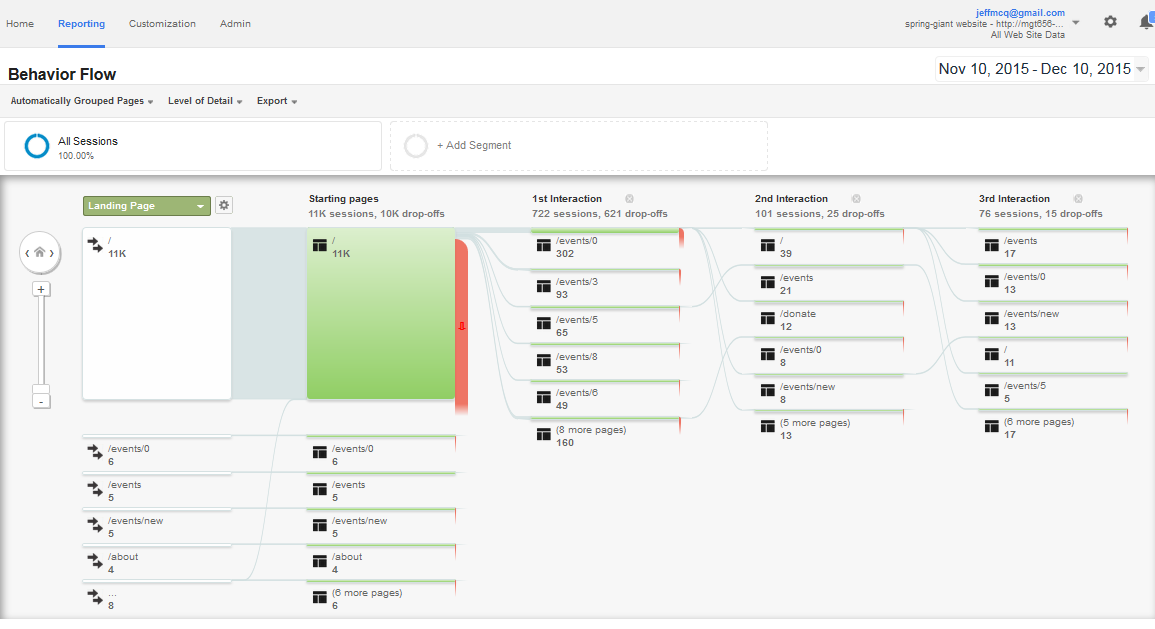 Home Reporting Customization Admin
jeffmcq@gmail.com
spring-giant website - http://mgt656-...
All Web Site Data
Behavior Flow
Nov 10, 2015 - Dec 10, 2015
Automatically Grouped Pages Level of Detail Export
All Sessions
100.00%
+ Add Segment
Landing Page
Starting pages
11K sessions, 10K drop-offs
1st Interaction
722 sessions, 621 drop-offs
2nd Interaction
101 sessions, 25 drop-offs
3rd Interaction
76 sessions, 15 drop-offs
/
11K
/events/0
6
/events
5
/events/new
5
/about
4
...
8
+
-
/
11K
/events/0
6
/events
5
/events/new
5
/about
4
(6 more pages)
6
/events/0
302
/events/3
93
/events/5
65
/events/8
53
/events/6
49
(8 more pages)
160
/
39
/events
21
/donate
12
/events/0
8
/events/new
8
(5 more pages)
13
/events
17
/events/0
13
/events/new
13
/
11
/events/5
5
(6 more pages)
17